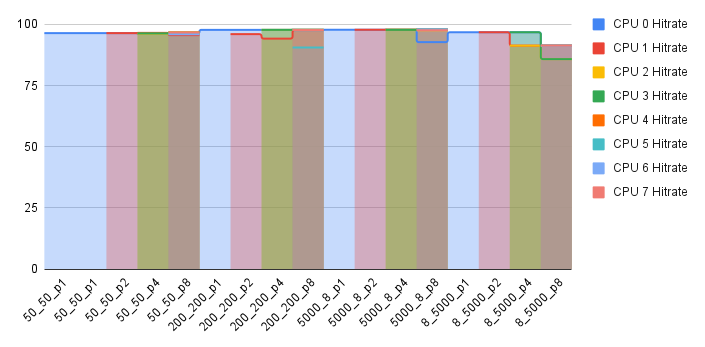 100
75
50
25
0
CPU 0 Hitrate
CPU 1 Hitrate
CPU 2 Hitrate
CPU 3 Hitrate
CPU 4 Hitrate
CPU 5 Hitrate
CPU 6 Hitrate
CPU 7 Hitrate
50_50_p1
50_50_p1
50_50_p2
50_50_p4
50_50_p8
200_200_p1
200_200_p2
200_200_p4
200_200_p8
5000_8_p1
5000_8_p2
5000_8_p4
5000_8_p8
8_5000_p1
8_5000_p2
8_5000_p4
8_5000_p8